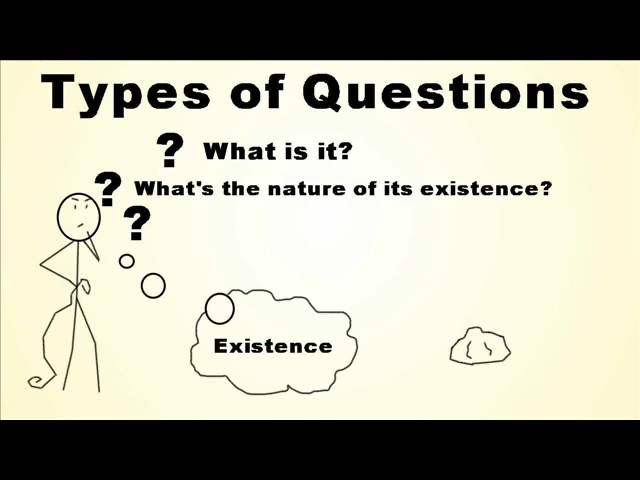 Types of Questions
? What is it?
? What's the nature of its existence?
?
Existence